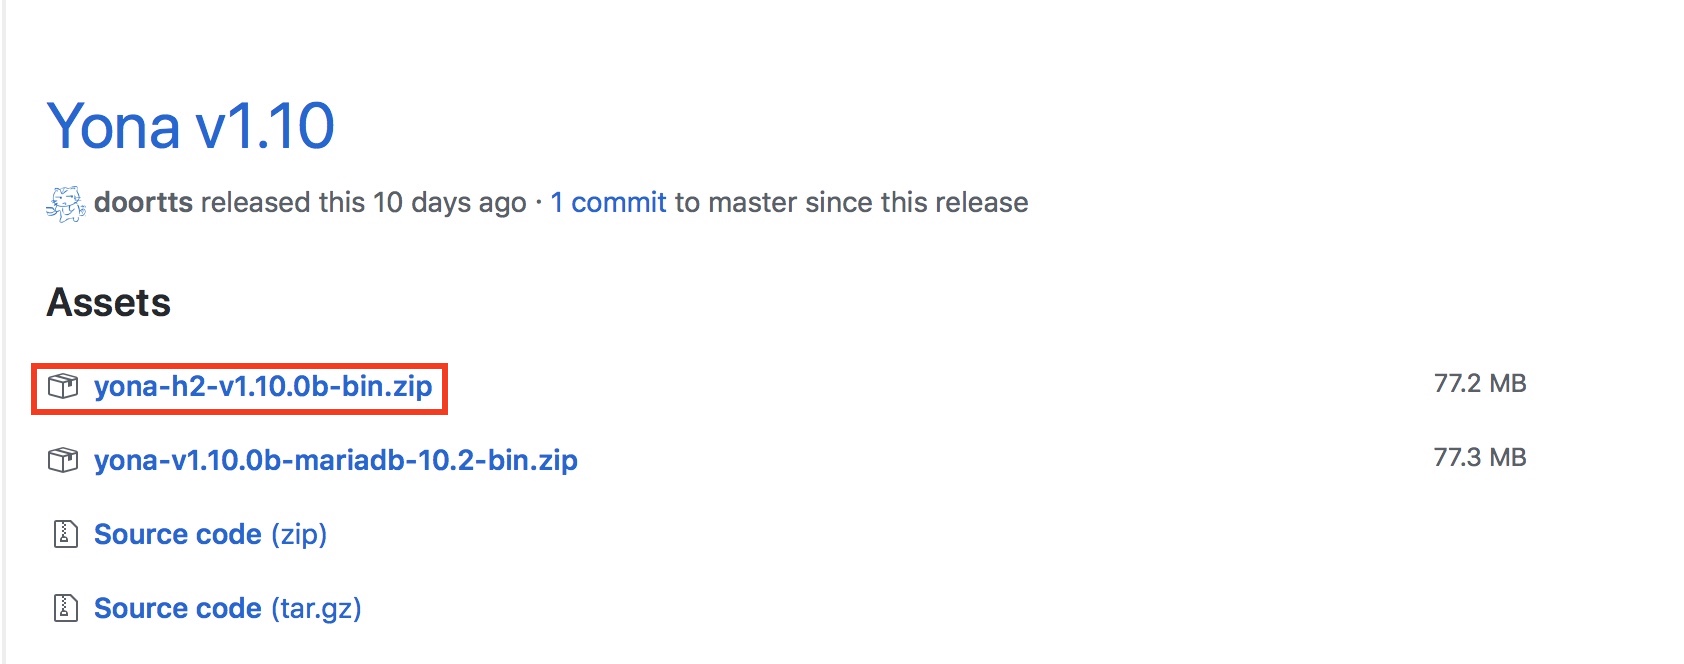 Yona v1.10
doortts released this 10 days ago · 1 commit to master since this release
Assets
yona-h2-v1.10.0b-bin.zip 77.2 MB
yona-v1.10.0b-mariadb-10.2-bin.zip 77.3 MB
Source code (zip)
Source code (tar.gz)